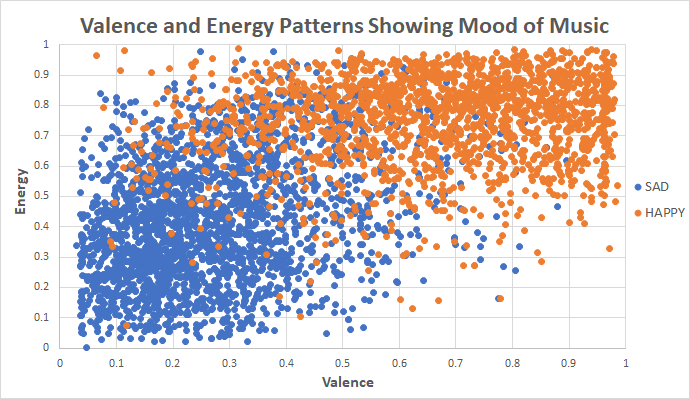 Valence and Energy Patterns Showing Mood of Music
1
0.9
0.8
0.7
0.6
0.5
0.4
0.3
0.2
0.1
0
Energy
0 0.1 0.2 0.3 0.4 0.5 0.6 0.7 0.8 0.9 1
Valence
SAD
HAPPY